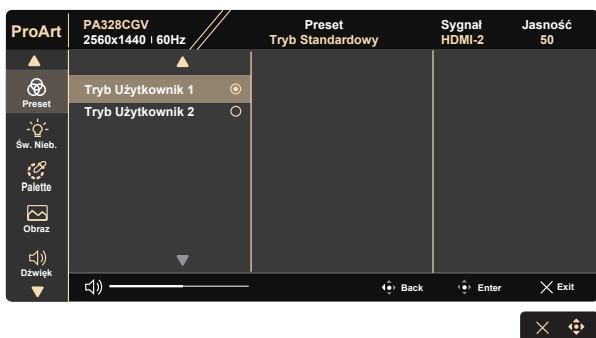 ProArt
PA328CGV
2560x1440 60Hz
Preset
Tryb Standardowy
Sygnał
HDMI-2
Jasność
50
Preset
Św. Nieb.
Palette
Obraz
Dźwięk
Tryb Użytkownik 1
Tryb Użytkownik 2
Back
Enter
Exit